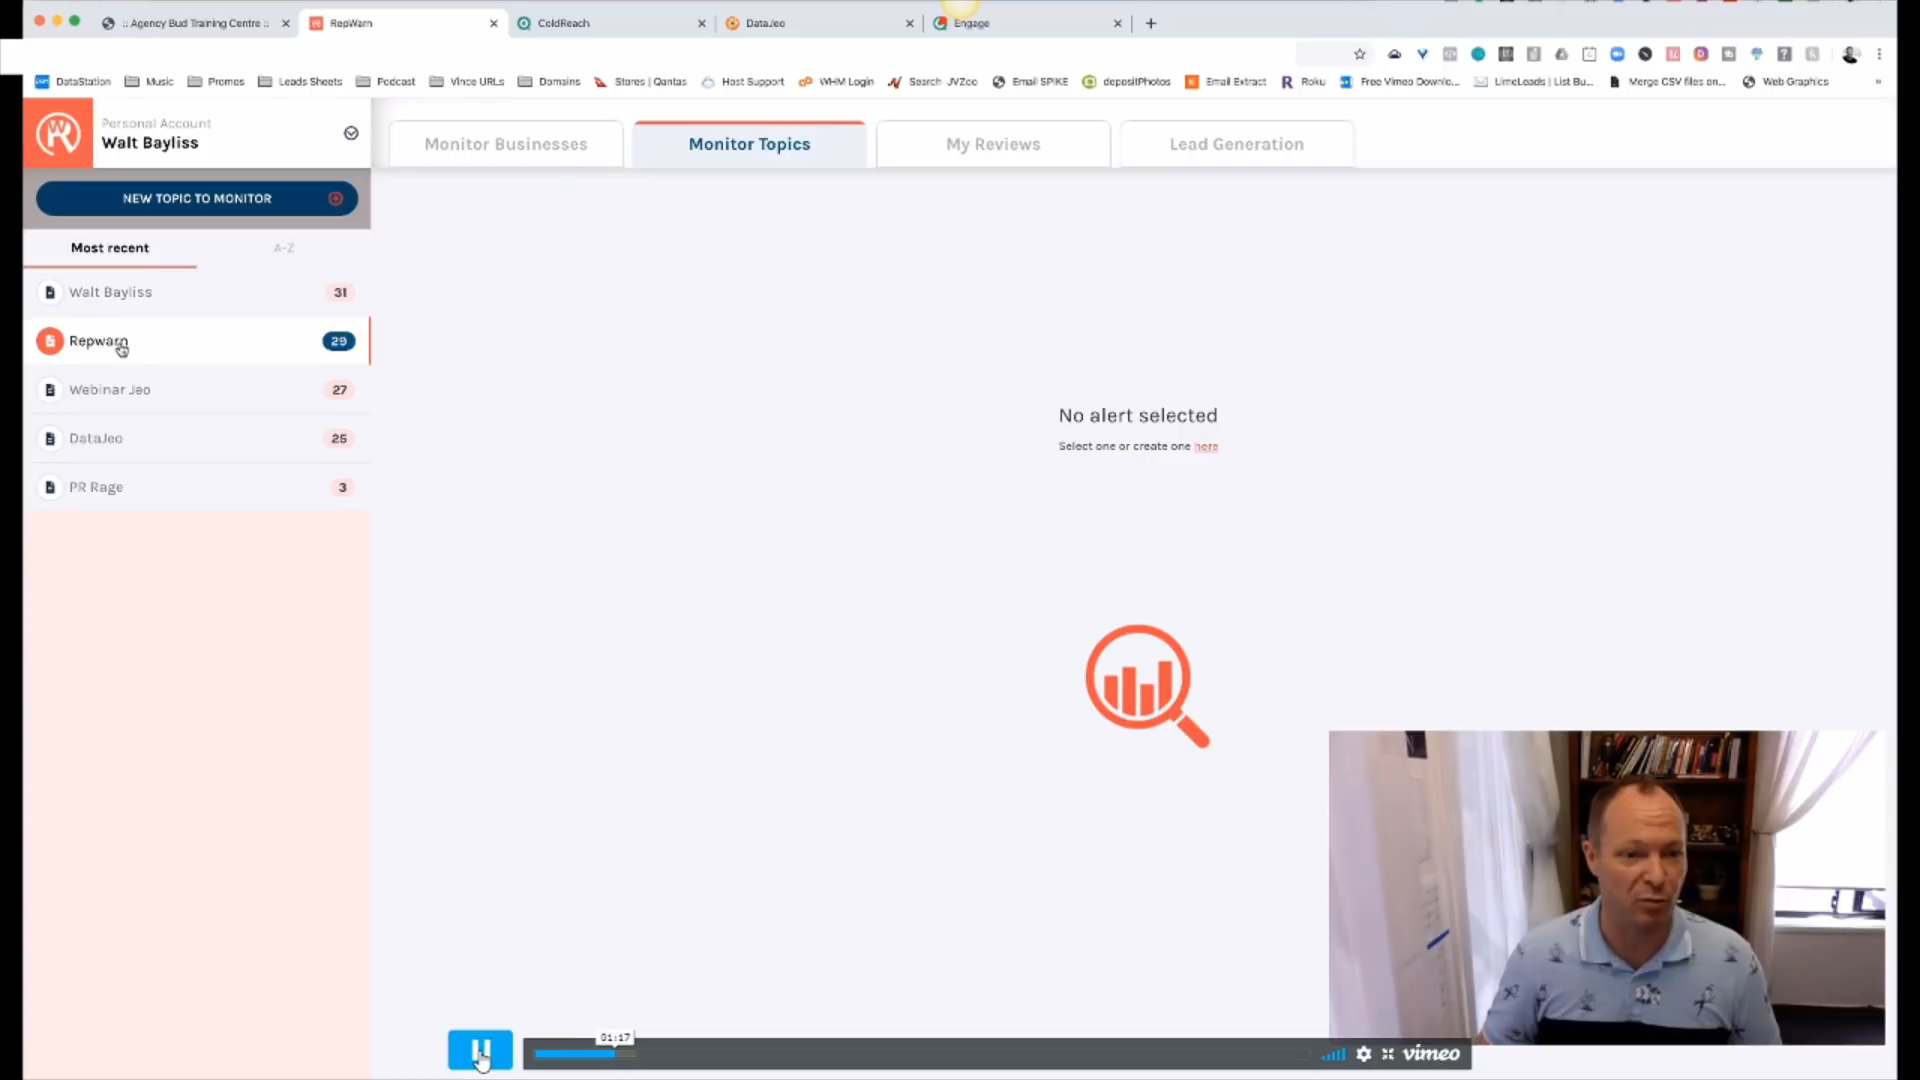 :: Agency Bud Training Centre ::
RepWarn
ColdReach
DataJeo
Engage
DataStation
Music
Promos
Leads Sheets
Podcast
Vince URLs
Domains
Stores | Qantas
Host Support
WHM Login
Search JVZoo
Email SPIKE
depositPhotos
Email Extract
Roku
Free Vimeo Downlo...
LimeLeads | List Bu...
Merge CSV files on...
Web Graphics
»
Personal Account
Walt Bayliss
Monitor Businesses
Monitor Topics
My Reviews
Lead Generation
NEW TOPIC TO MONITOR
Most recent
A-Z
Walt Bayliss 31
Repwarn 29
Webinar Jeo 27
DataJeo 25
PR Rage 3
No alert selected
Select one or create one here
01:17
vimeo